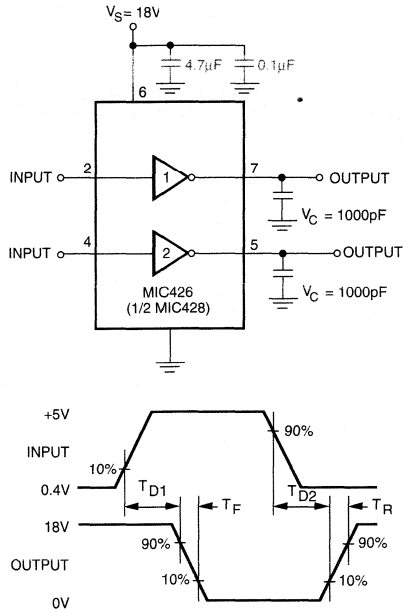 V_S = 18V
4.7µF
0.1µF
6
INPUT
2
1
7
OUTPUT
V_C = 1000pF
INPUT
4
2
5
OUTPUT
V_C = 1000pF
MIC426
(1/2 MIC428)
+5V
INPUT
90%
10%
T_D1
T_F
T_D2
T_R
0.4V
18V
90%
90%
OUTPUT
10%
10%
0V